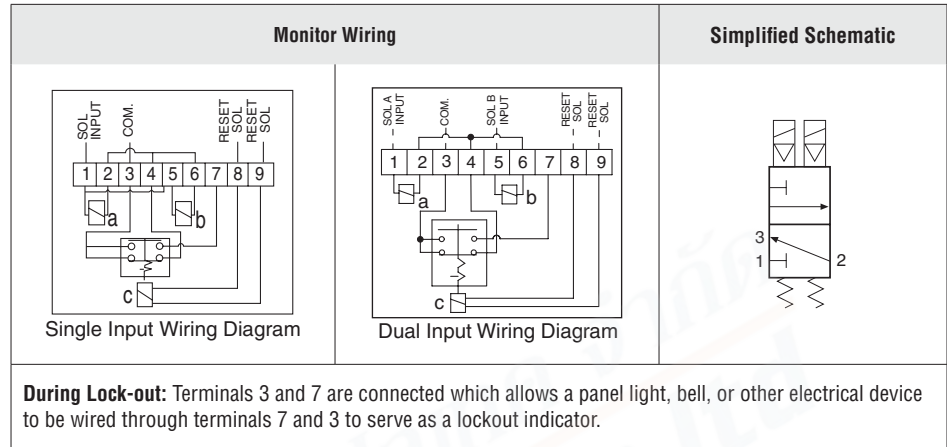 Monitor Wiring
Simplified Schematic
SOL INPUT
COM.
RESET SOL
RESET SOL
1 2 3 4 5 6 7 8 9
a
b
c
Single Input Wiring Diagram
SOL A INPUT
COM.
SOL B INPUT
RESET SOL
RESET SOL
1 2 3 4 5 6 7 8 9
a
b
c
Dual Input Wiring Diagram
3
1
2
During Lock-out: Terminals 3 and 7 are connected which allows a panel light, bell, or other electrical device
to be wired through terminals 7 and 3 to serve as a lockout indicator.